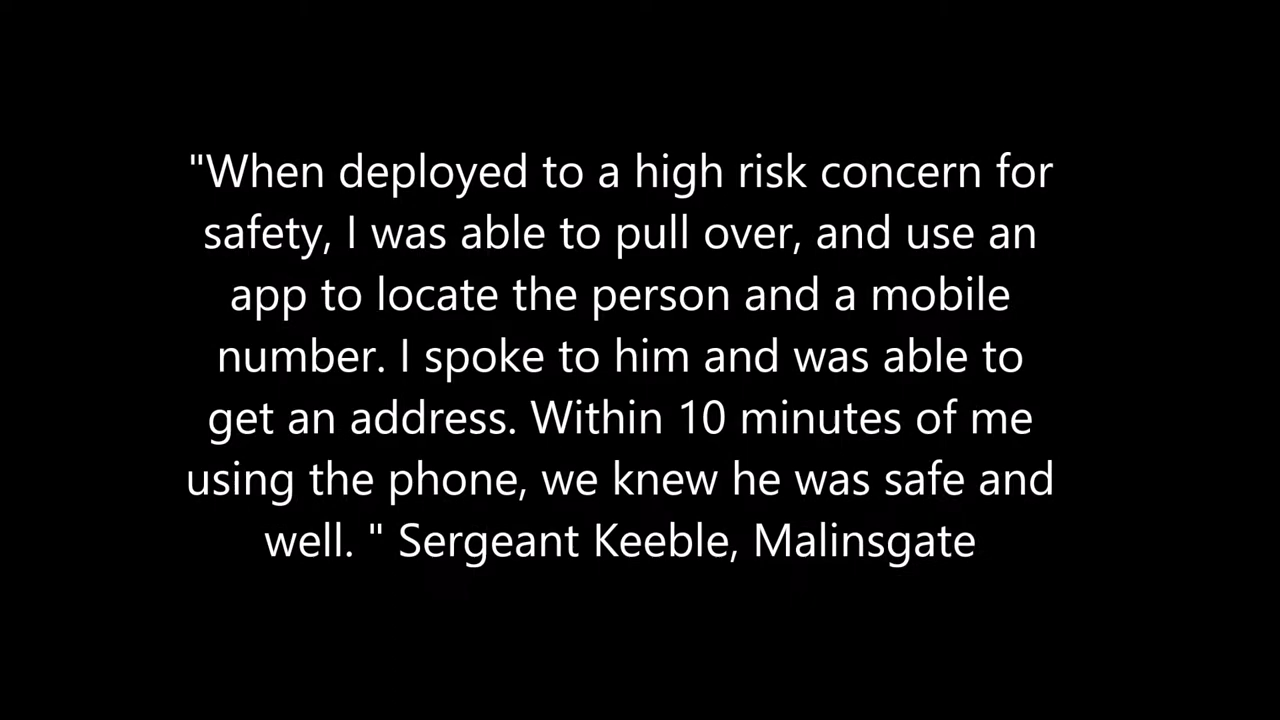 "When deployed to a high risk concern for
safety, I was able to pull over, and use an
app to locate the person and a mobile
number. I spoke to him and was able to
get an address. Within 10 minutes of me
using the phone, we knew he was safe and
well. " Sergeant Keeble, Malinsgate